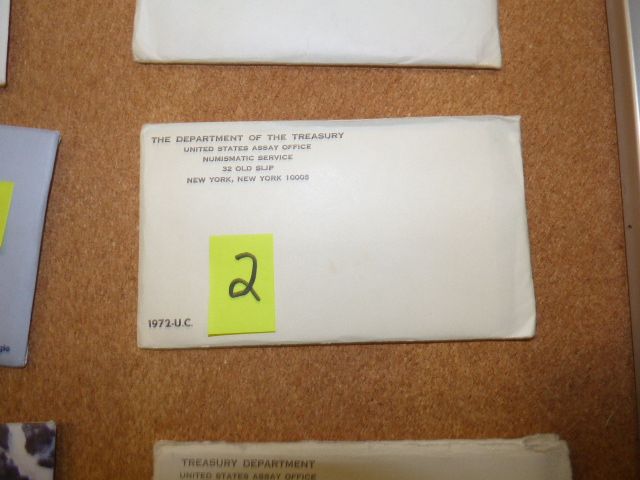 THE DEPARTMENT OF THE TREASURY
UNITED STATES ASSAY OFFICE
NUMISMATIC SERVICE
32 OLD SLIP
NEW YORK, NEW YORK 10005
2
1972-U.C.
TREASURY DEPARTMENT
UNITED STATES ASSAY OFFICE